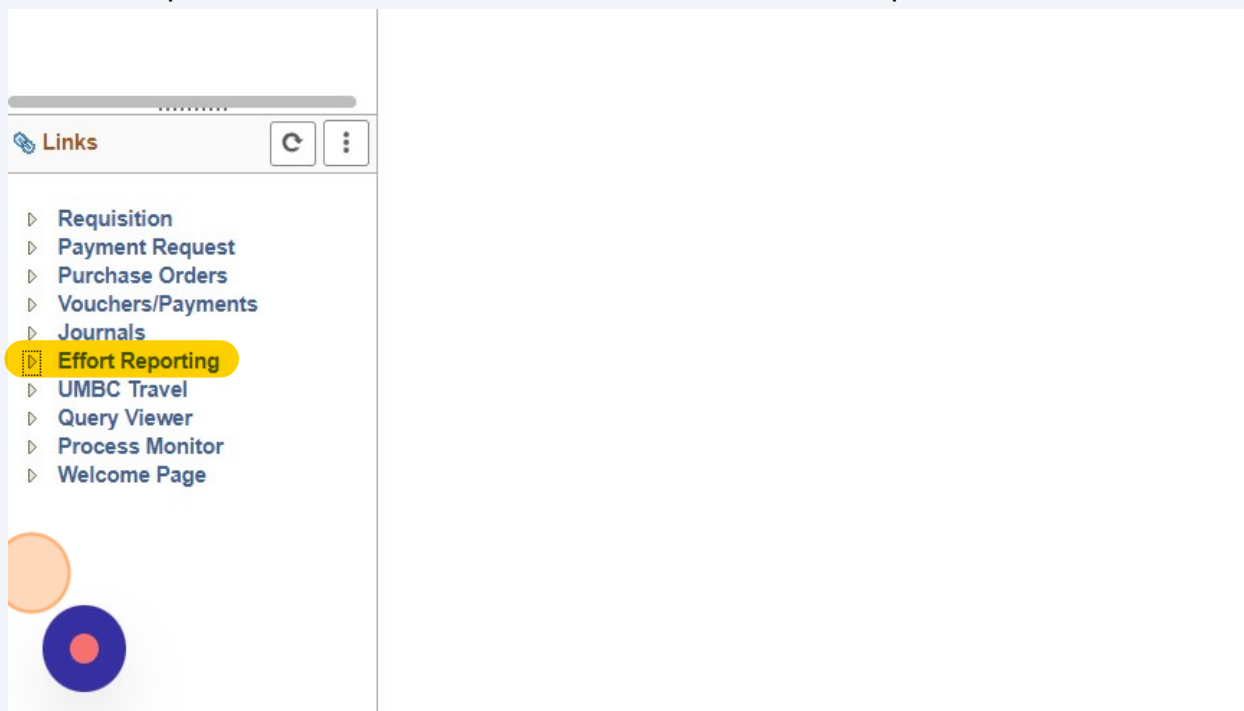 Links
Requisition
Payment Request
Purchase Orders
Vouchers/Payments
Journals
Effort Reporting
UMBC Travel
Query Viewer
Process Monitor
Welcome Page